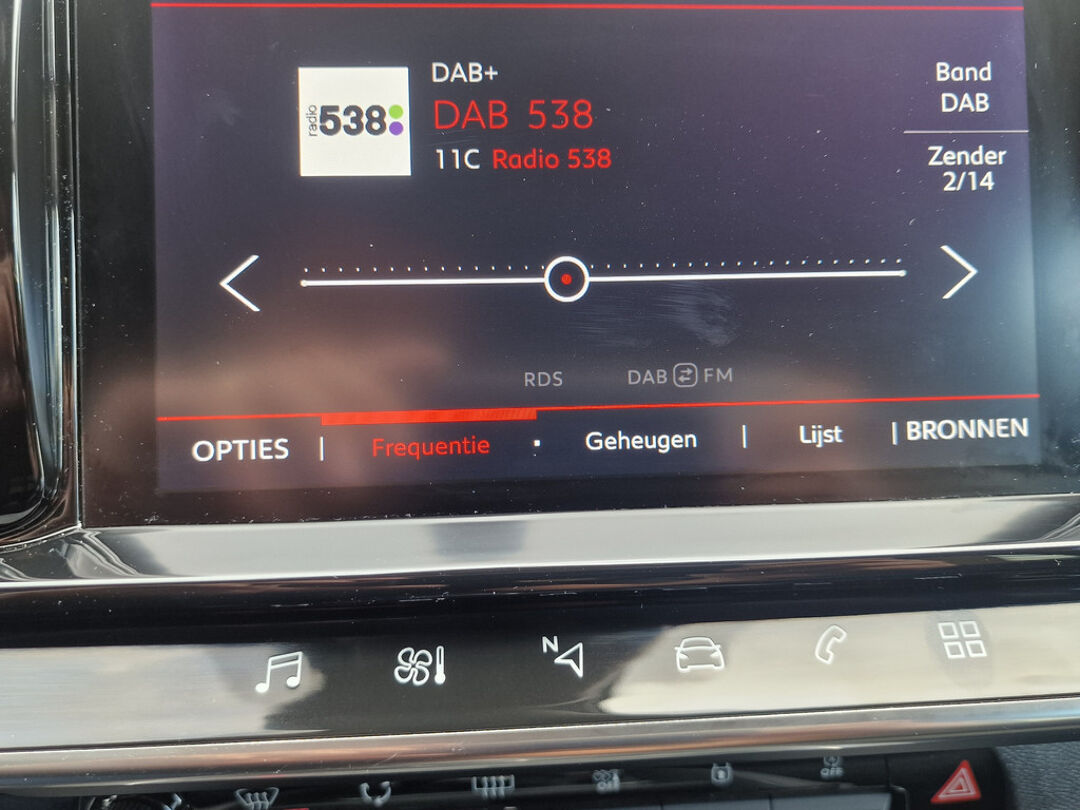 DAB+
radio 538
DAB 538
11C Radio 538
Band
DAB
Zender
2/14
RDS
DAB FM
OPTIES | Frequentie · Geheugen | Lijst | BRONNEN
N
OFF